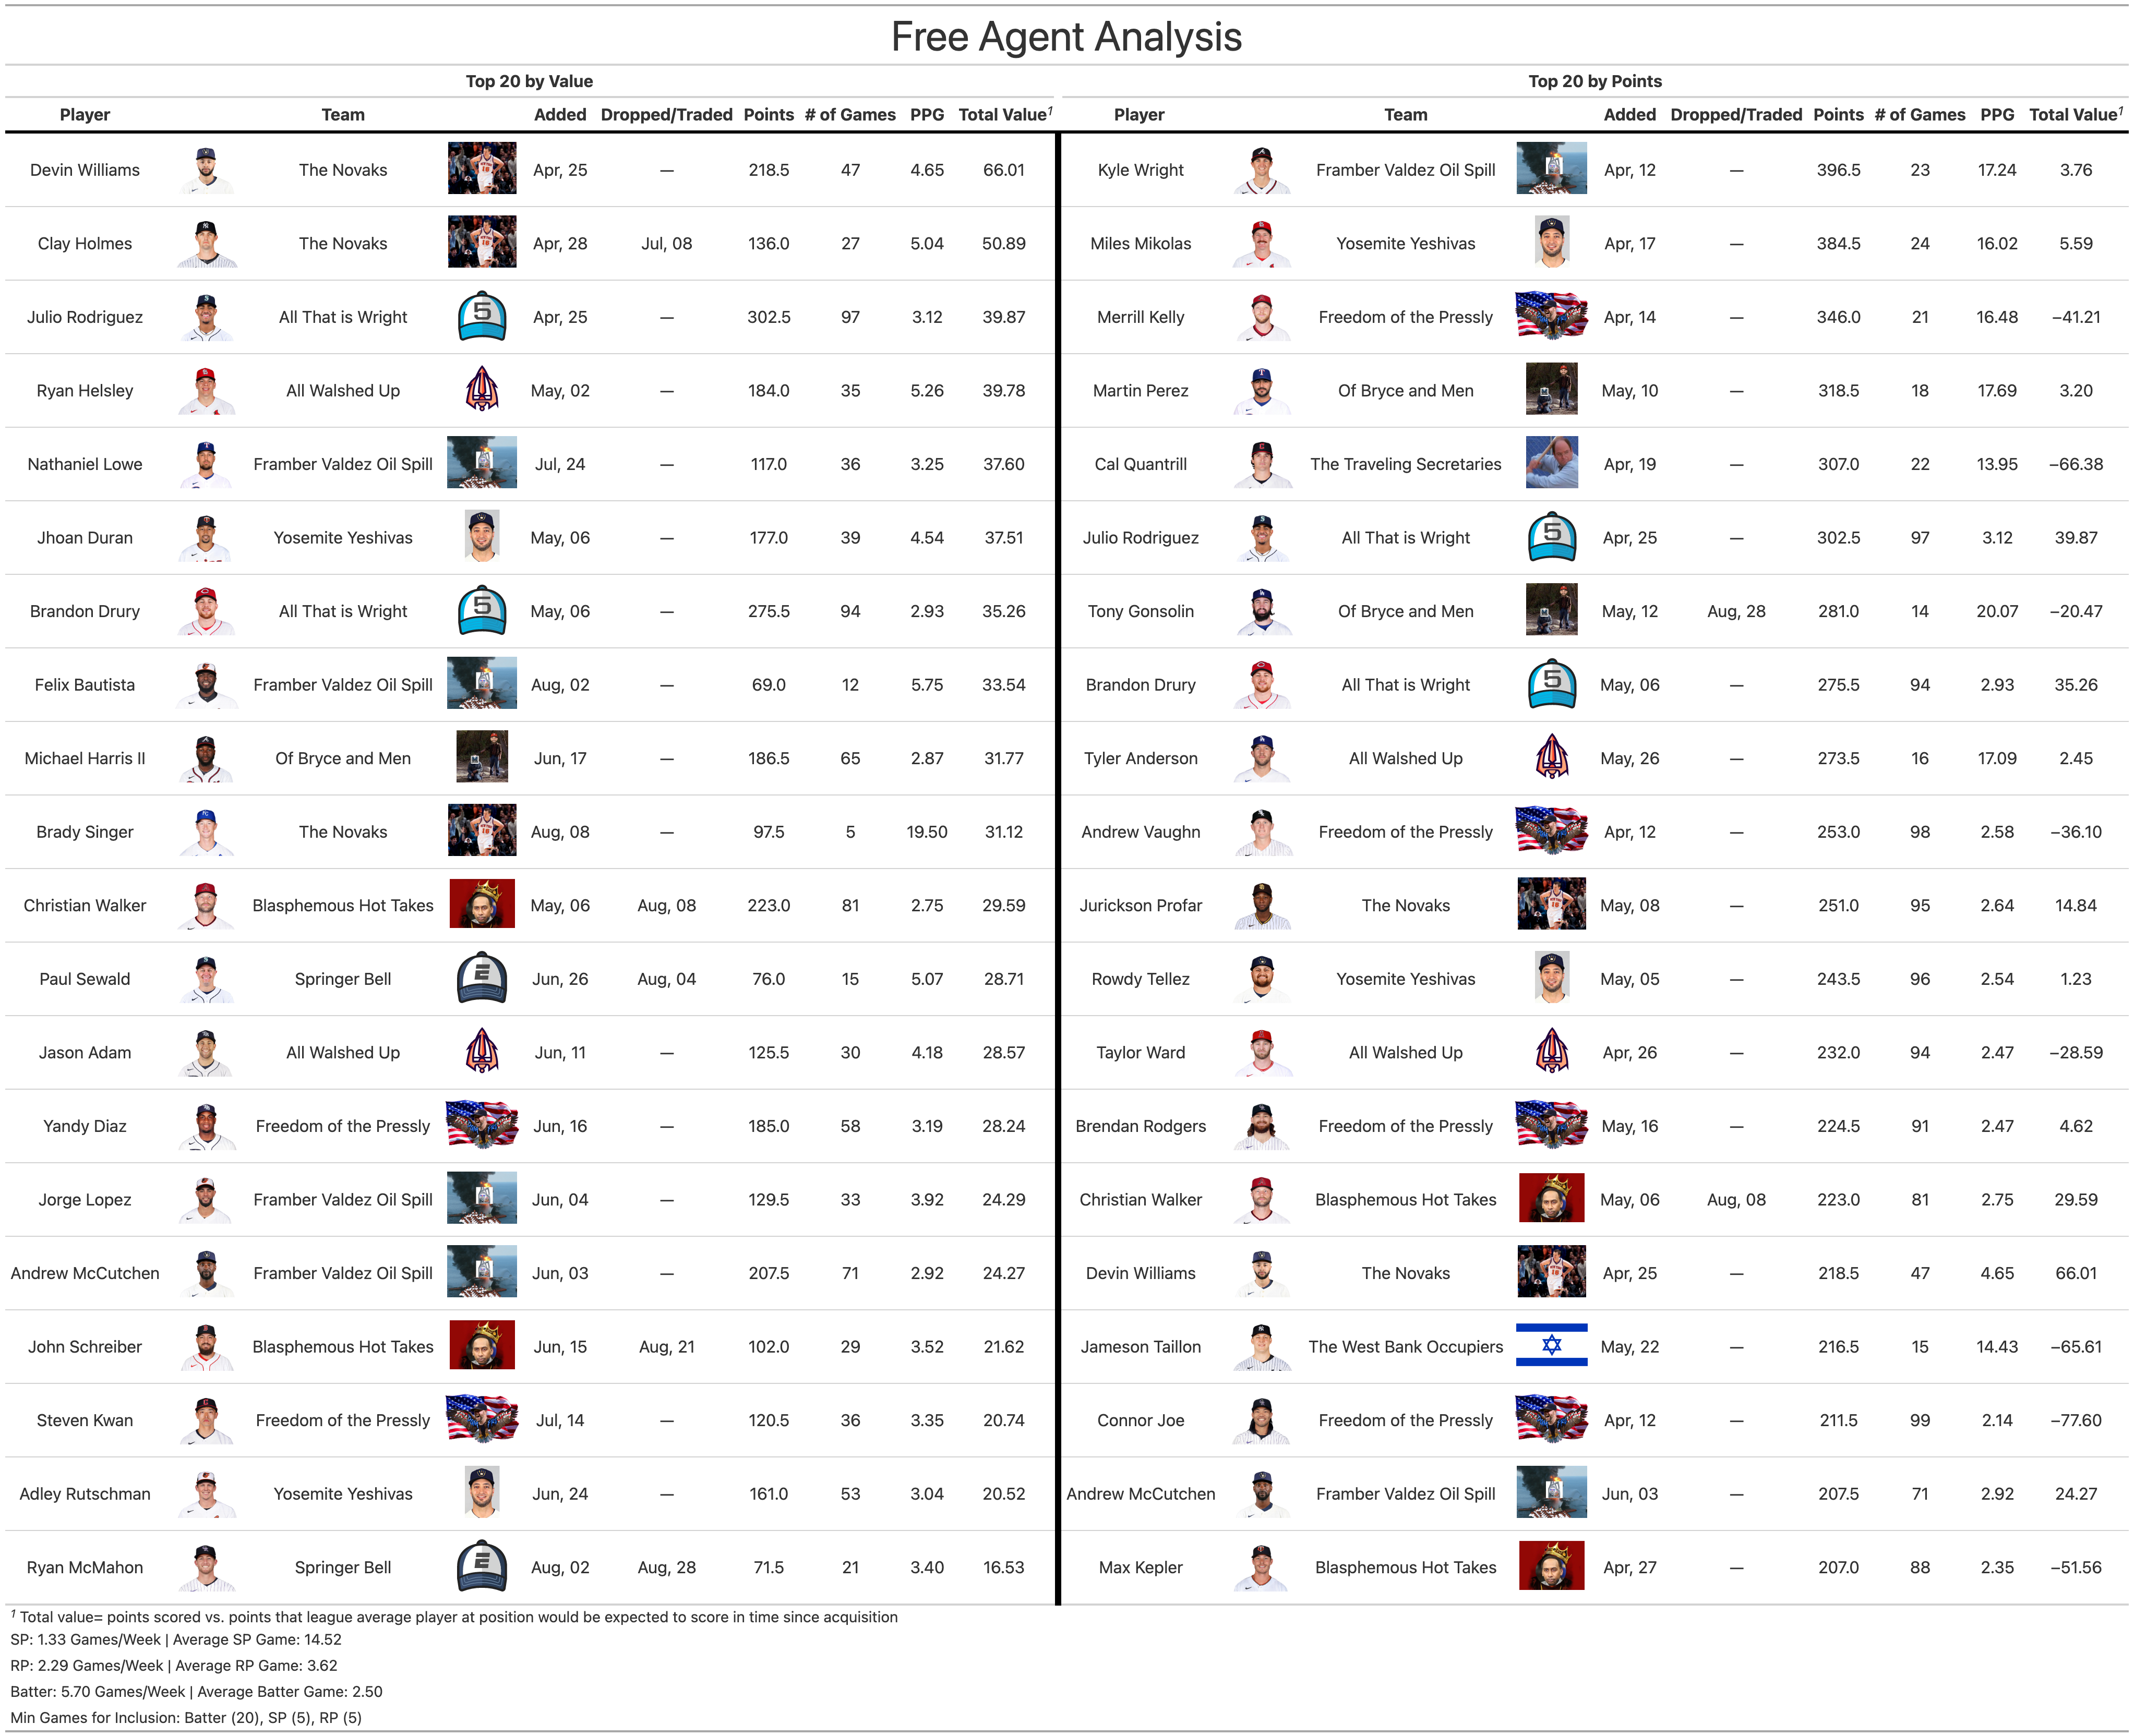 Free Agent Analysis
Top 20 by Value Top 20 by Points
Player Team Added Dropped/Traded Points # of Games PPG Total Value1 Player Team Added Dropped/Traded Points # of Games PPG Total Value1
Devin Williams The Novaks Apr, 25 — 218.5 47 4.65 66.01 Kyle Wright Framber Valdez Oil Spill Apr, 12 — 396.5 23 17.24 3.76
Clay Holmes The Novaks Apr, 28 Jul, 08 136.0 27 5.04 50.89 Miles Mikolas Yosemite Yeshivas Apr, 17 — 384.5 24 16.02 5.59
Julio Rodriguez All That is Wright 5 Apr, 25 — 302.5 97 3.12 39.87 Merrill Kelly Freedom of the Pressly Apr, 14 — 346.0 21 16.48 −41.21
Ryan Helsley All Walshed Up May, 02 — 184.0 35 5.26 39.78 Martin Perez Of Bryce and Men May, 10 — 318.5 18 17.69 3.20
Nathaniel Lowe Framber Valdez Oil Spill Jul, 24 — 117.0 36 3.25 37.60 Cal Quantrill The Traveling Secretaries Apr, 19 — 307.0 22 13.95 −66.38
Jhoan Duran Yosemite Yeshivas May, 06 — 177.0 39 4.54 37.51 Julio Rodriguez All That is Wright 5 Apr, 25 — 302.5 97 3.12 39.87
Brandon Drury All That is Wright 5 May, 06 — 275.5 94 2.93 35.26 Tony Gonsolin Of Bryce and Men May, 12 Aug, 28 281.0 14 20.07 −20.47
Felix Bautista Framber Valdez Oil Spill Aug, 02 — 69.0 12 5.75 33.54 Brandon Drury All That is Wright 5 May, 06 — 275.5 94 2.93 35.26
Michael Harris II Of Bryce and Men Jun, 17 — 186.5 65 2.87 31.77 Tyler Anderson All Walshed Up May, 26 — 273.5 16 17.09 2.45
Brady Singer The Novaks Aug, 08 — 97.5 5 19.50 31.12 Andrew Vaughn Freedom of the Pressly Apr, 12 — 253.0 98 2.58 −36.10
Christian Walker Blasphemous Hot Takes May, 06 Aug, 08 223.0 81 2.75 29.59 Jurickson Profar The Novaks May, 08 — 251.0 95 2.64 14.84
Paul Sewald Springer Bell E Jun, 26 Aug, 04 76.0 15 5.07 28.71 Rowdy Tellez Yosemite Yeshivas May, 05 — 243.5 96 2.54 1.23
Jason Adam All Walshed Up Jun, 11 — 125.5 30 4.18 28.57 Taylor Ward All Walshed Up Apr, 26 — 232.0 94 2.47 −28.59
Yandy Diaz Freedom of the Pressly Jun, 16 — 185.0 58 3.19 28.24 Brendan Rodgers Freedom of the Pressly May, 16 — 224.5 91 2.47 4.62
Jorge Lopez Framber Valdez Oil Spill Jun, 04 — 129.5 33 3.92 24.29 Christian Walker Blasphemous Hot Takes May, 06 Aug, 08 223.0 81 2.75 29.59
Andrew McCutchen Framber Valdez Oil Spill Jun, 03 — 207.5 71 2.92 24.27 Devin Williams The Novaks Apr, 25 — 218.5 47 4.65 66.01
John Schreiber Blasphemous Hot Takes Jun, 15 Aug, 21 102.0 29 3.52 21.62 Jameson Taillon The West Bank Occupiers May, 22 — 216.5 15 14.43 −65.61
Steven Kwan Freedom of the Pressly Jul, 14 — 120.5 36 3.35 20.74 Connor Joe Freedom of the Pressly Apr, 12 — 211.5 99 2.14 −77.60
Adley Rutschman Yosemite Yeshivas Jun, 24 — 161.0 53 3.04 20.52 Andrew McCutchen Framber Valdez Oil Spill Jun, 03 — 207.5 71 2.92 24.27
Ryan McMahon Springer Bell E Aug, 02 Aug, 28 71.5 21 3.40 16.53 Max Kepler Blasphemous Hot Takes Apr, 27 — 207.0 88 2.35 −51.56
1 Total value= points scored vs. points that league average player at position would be expected to score in time since acquisition
SP: 1.33 Games/Week | Average SP Game: 14.52
RP: 2.29 Games/Week | Average RP Game: 3.62
Batter: 5.70 Games/Week | Average Batter Game: 2.50
Min Games for Inclusion: Batter (20), SP (5), RP (5)